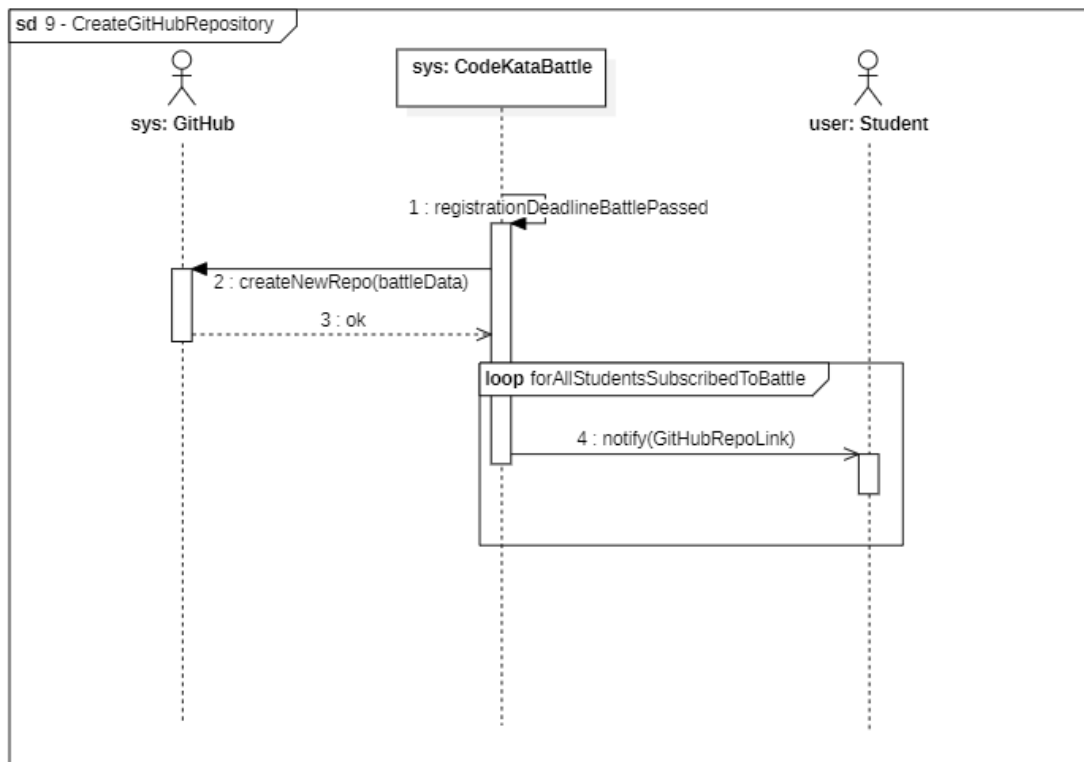 sd 9 - CreateGitHubRepository
sys: GitHub
sys: CodeKataBattle
user: Student
1 : registrationDeadlineBattlePassed
2 : createNewRepo(battleData)
3 : ok
loop forAllStudentsSubscribedToBattle
4 : notify(GitHubRepoLink)